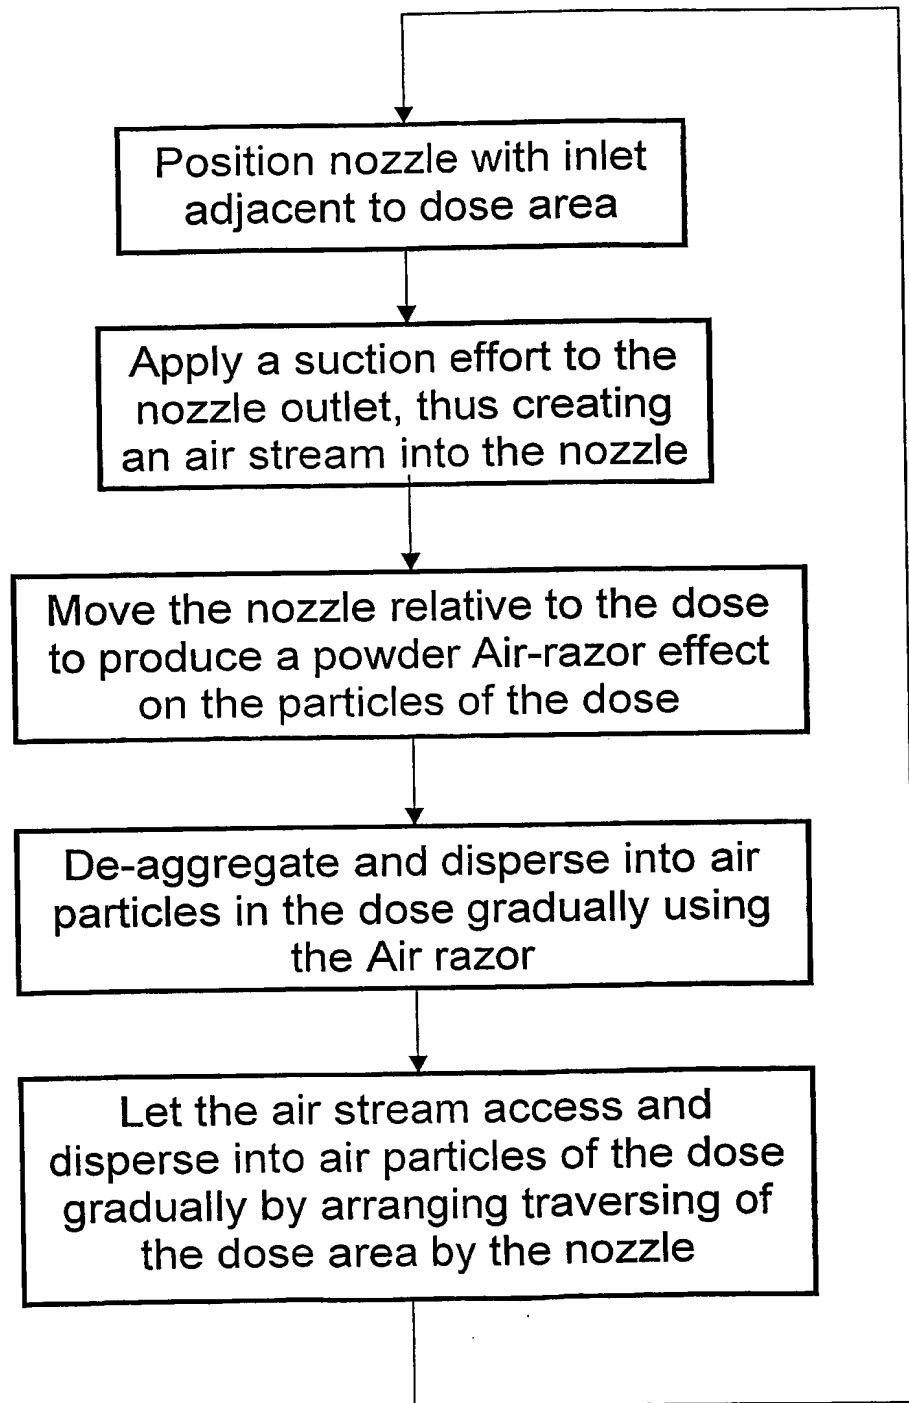 Position nozzle with inlet
adjacent to dose area
Apply a suction effort to the
nozzle outlet, thus creating
an air stream into the nozzle
Move the nozzle relative to the dose
to produce a powder Air-razor effect
on the particles of the dose
De-aggregate and disperse into air
particles in the dose gradually using
the Air razor
Let the air stream access and
disperse into air particles of the dose
gradually by arranging traversing of
the dose area by the nozzle